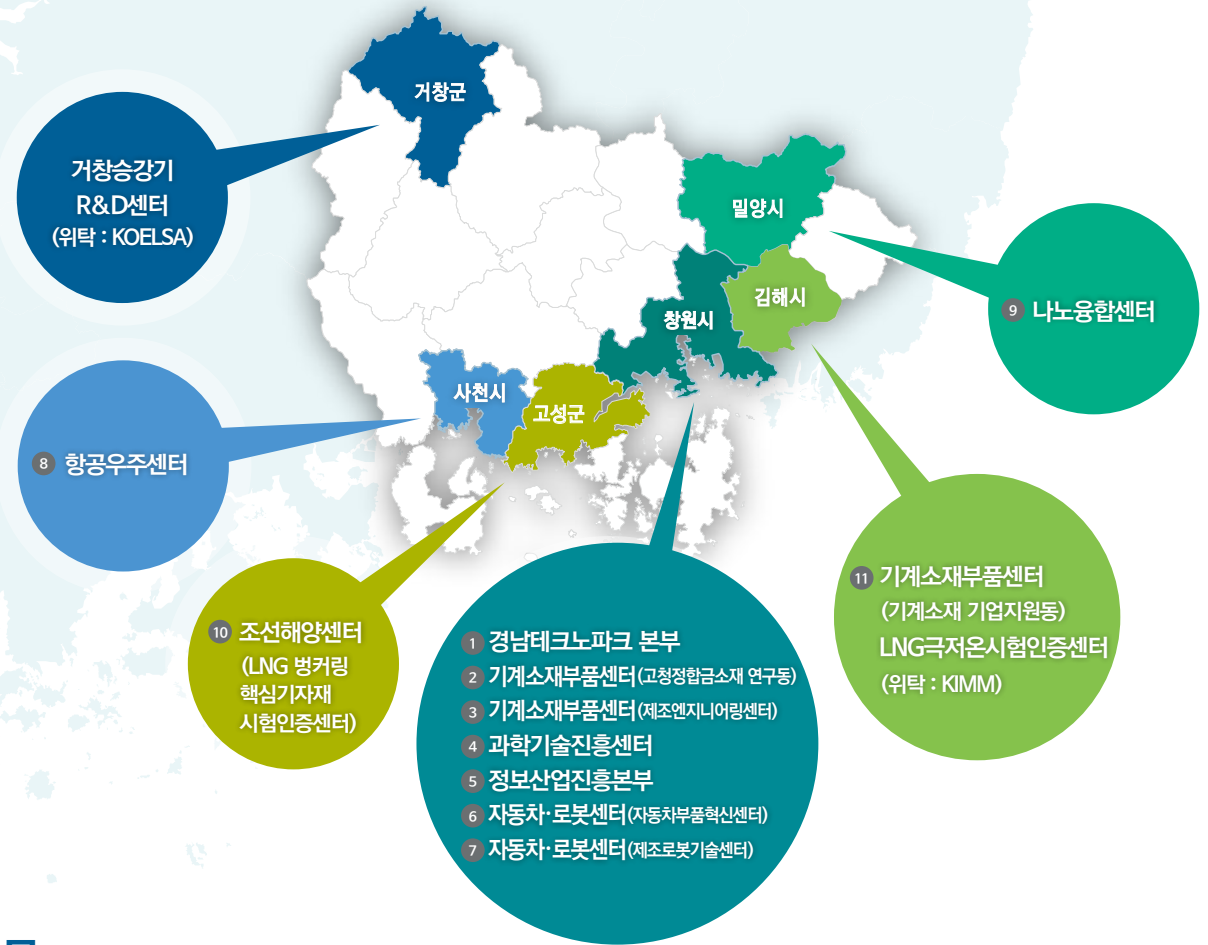 거창군
거창승강기
R&D센터
(위탁 : KOELSA)
밀양시
김해시
창원시
9 나노융합센터
사천시
고성군
8 항공우주센터
10 조선해양센터
(LNG 벙커링
핵심기자재
시험인증센터)
1 경남테크노파크 본부
2 기계소재부품센터(고청정합금소재 연구동)
3 기계소재부품센터(제조엔지니어링센터)
4 과학기술진흥센터
5 정보산업진흥본부
6 자동차·로봇센터(자동차부품혁신센터)
7 자동차·로봇센터(제조로봇기술센터)
11 기계소재부품센터
(기계소재 기업지원동)
LNG극저온시험인증센터
(위탁 : KIMM)